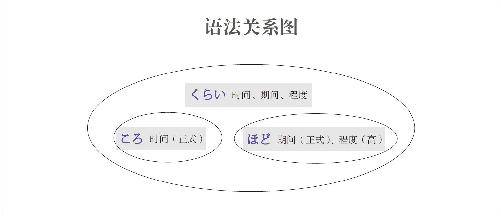 语法关系图
くらい 时间、期间、程度
ころ 时间（正式）
ほど 期间（正式）、程度（高）